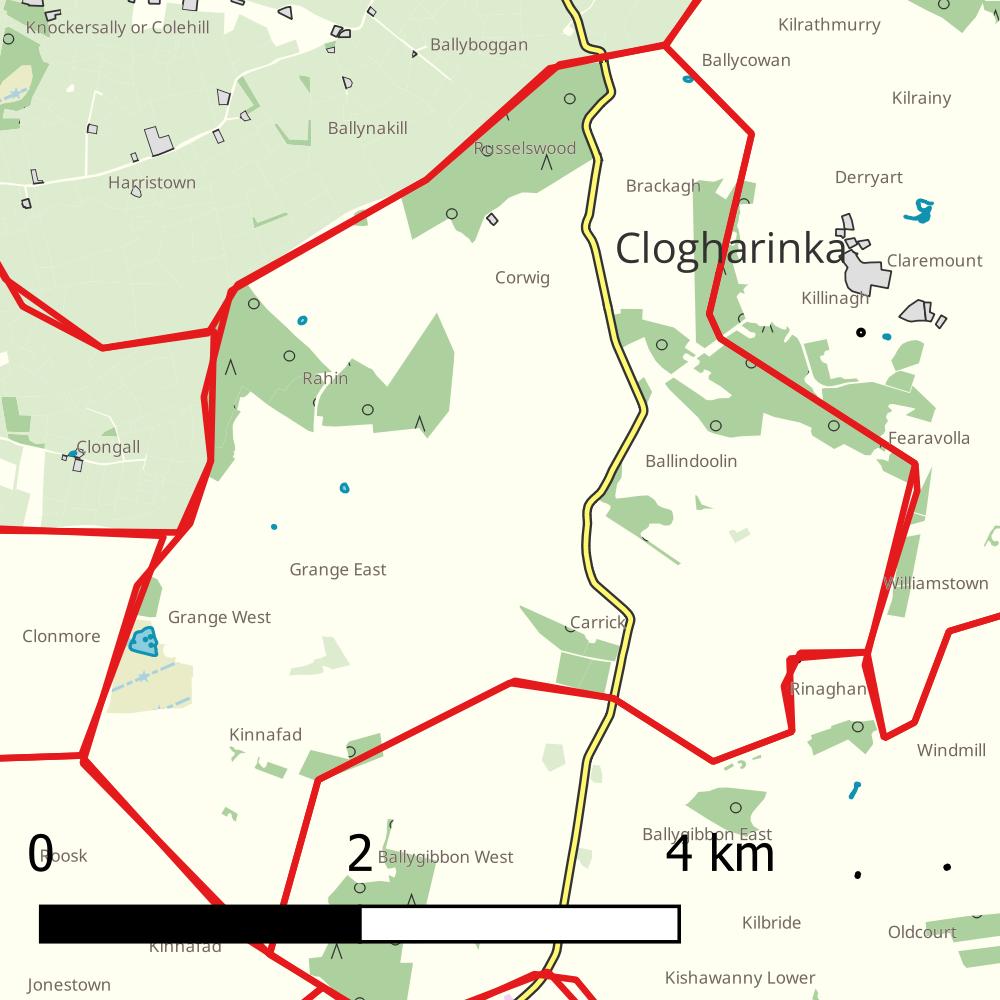 Knockersally or Colehill
Kilrathmurry
Ballyboggan
Ballycowan
Kilrainy
Ballynakill
Russelswood
Harristown
Brackagh
Derryart
Clogharinka
Claremount
Corwig
Killinagh
Rahin
Clongall
Fearavolla
Ballindoolin
Grange East
Williamstown
Grange West
Carrick
Clonmore
Rinaghan
Kinnafad
Windmill
Ballygibbon East
0
2
4 km
Roosk
Ballygibbon West
Kilbride
Oldcourt
Kinnafad
Kishawanny Lower
Jonestown